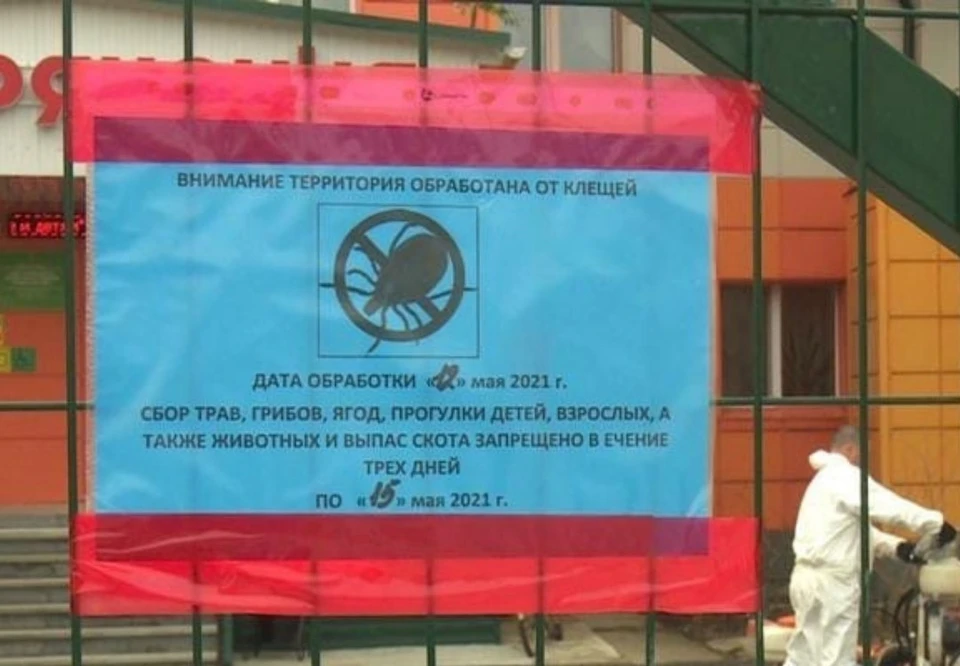 ВНИМАНИЕ ТЕРРИТОРИЯ ОБРАБОТАНА ОТ КЛЕЩЕЙ
ДАТА ОБРАБОТКИ «12» мая 2021 г.
СБОР ТРАВ, ГРИБОВ, ЯГОД, ПРОГУЛКИ ДЕТЕЙ, ВЗРОСЛЫХ, А
ТАКЖЕ ЖИВОТНЫХ И ВЫПАС СКОТА ЗАПРЕЩЕНО В ЕЧЕНИЕ
ТРЕХ ДНЕЙ
ПО «15» мая 2021 г.